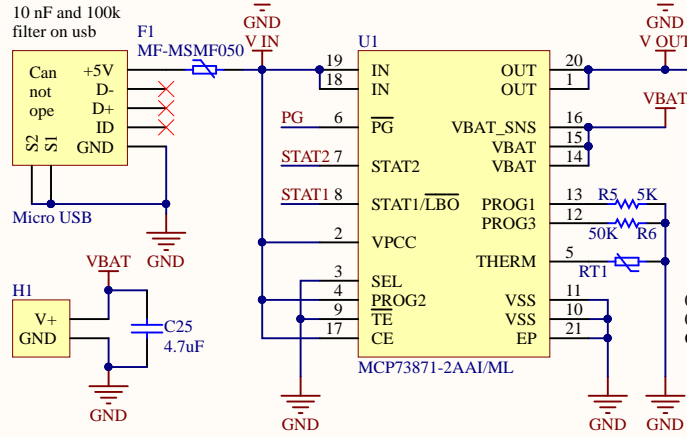 10 nF and 100k
filter on usb
F1
MF-MSMF050
GND
V IN
U1
GND
V OUT
Can
not
ope
+5V
D-
D+
ID
GND
S2
S1
Micro USB
GND
19
IN
18
IN
6
PG
PG
STAT2
7
STAT2
STAT1
8
STAT1/LBO
2
VPCC
3
SEL
4
PROG2
9
TE
17
CE
OUT
20
OUT
1
VBAT_SNS
16
VBAT
15
VBAT
14
VBAT
PROG1
13
R5
5K
PROG3
12
50K
R6
THERM
5
RT1
VSS
11
VSS
10
EP
21
MCP73871-2AAI/ML
GND
GND
GND
VBAT
H1
V+
GND
C25
4.7uF
GND